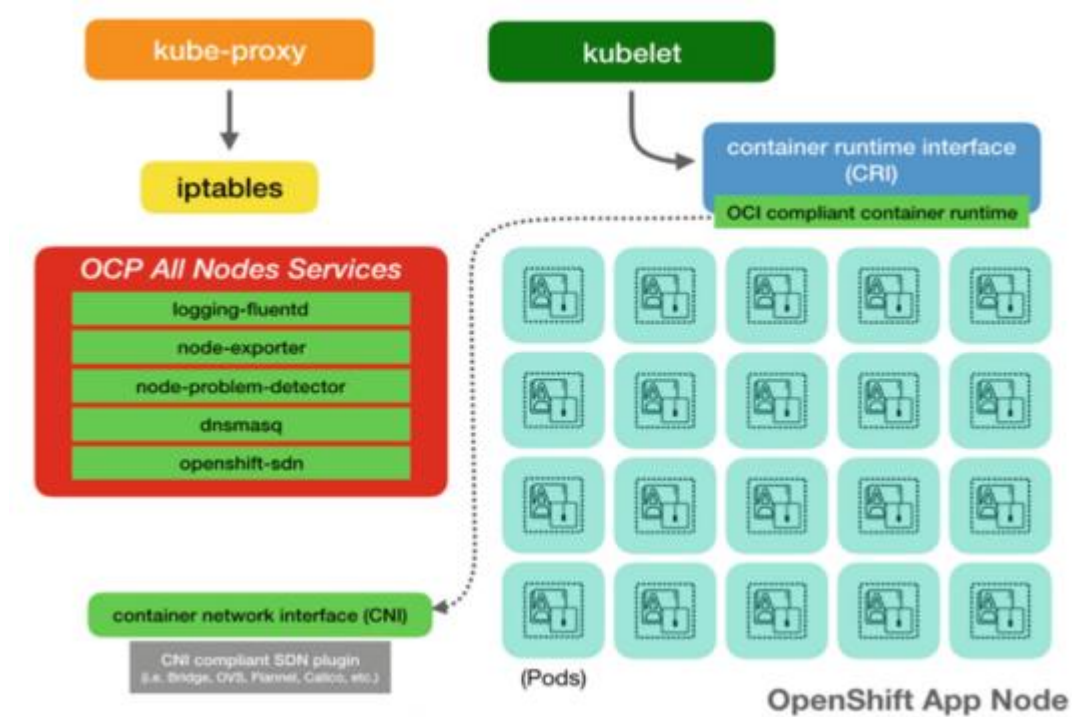 kube-proxy
kubelet
container runtime interface
(CRI)
OCI compliant container runtime
iptables
OCP All Nodes Services
logging-fluentd
node-exporter
node-problem-detector
dnsmasq
openshift-sdn
container network interface (CNI)
CNI compliant SDN plugin
(i.e. Bridge, OVS, Flannel, Calico, etc.)
(Pods)
OpenShift App Node